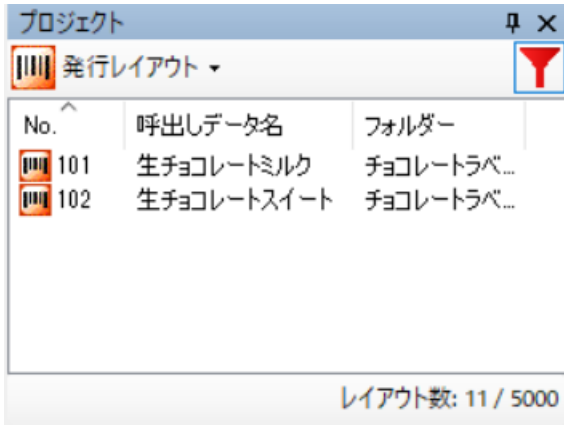 プロジェクト
発行レイアウト
No. 呼出しデータ名 フォルダー
101 生チョコレートミルク チョコレートラベ...
102 生チョコレートスイート チョコレートラベ...
レイアウト数: 11 / 5000